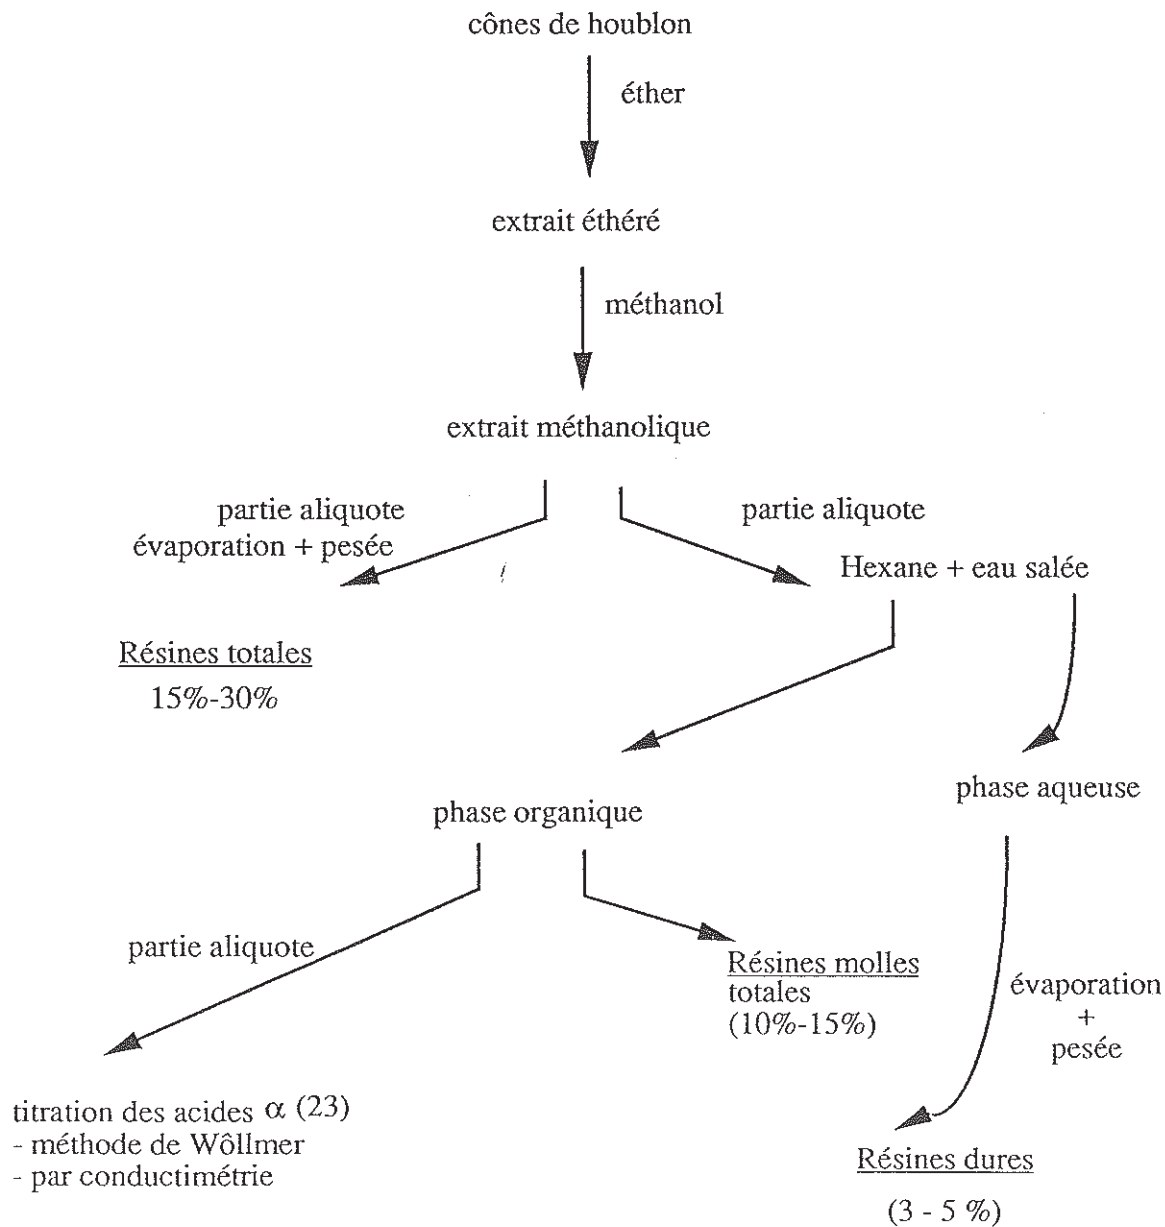 cônes de houblon
éther
extrait éthéré
méthanol
extrait méthanolique
partie aliquote
évaporation + pesée
partie aliquote
Hexane + eau salée
Résines totales
15%-30%
phase organique
phase aqueuse
partie aliquote
Résines molles
totales
(10%-15%)
évaporation
+
pesée
titration des acides α (23)
- méthode de Wôllmer
- par conductimétrie
Résines dures
(3 - 5 %)